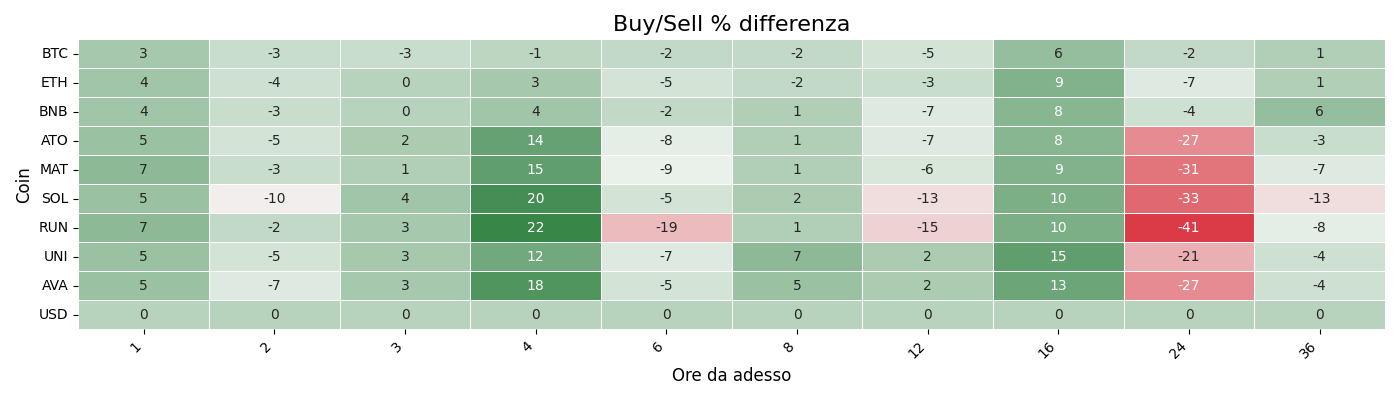 Buy/Sell % differenza
Coin
BTC 3 -3 -3 -1 -2 -2 -5 6 -2 1
ETH 4 -4 0 3 -5 -2 -3 9 -7 1
BNB 4 -3 0 4 -2 1 -7 8 -4 6
ATO 5 -5 2 14 -8 1 -7 8 -27 -3
MAT 7 -3 1 15 -9 1 -6 9 -31 -7
SOL 5 -10 4 20 -5 2 -13 10 -33 -13
RUN 7 -2 3 22 -19 1 -15 10 -41 -8
UNI 5 -5 3 12 -7 7 2 15 -21 -4
AVA 5 -7 3 18 -5 5 2 13 -27 -4
USD 0 0 0 0 0 0 0 0 0 0
1 2 3 4 6 8 12 16 24 36
Ore da adesso